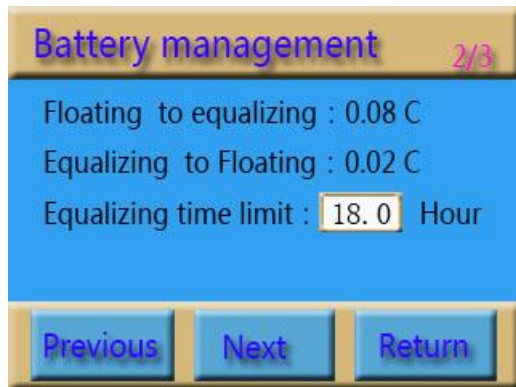 Battery management 2/3
Floating to equalizing : 0.08 C
Equalizing to Floating : 0.02 C
Equalizing time limit : 18.0 Hour
Previous Next Return